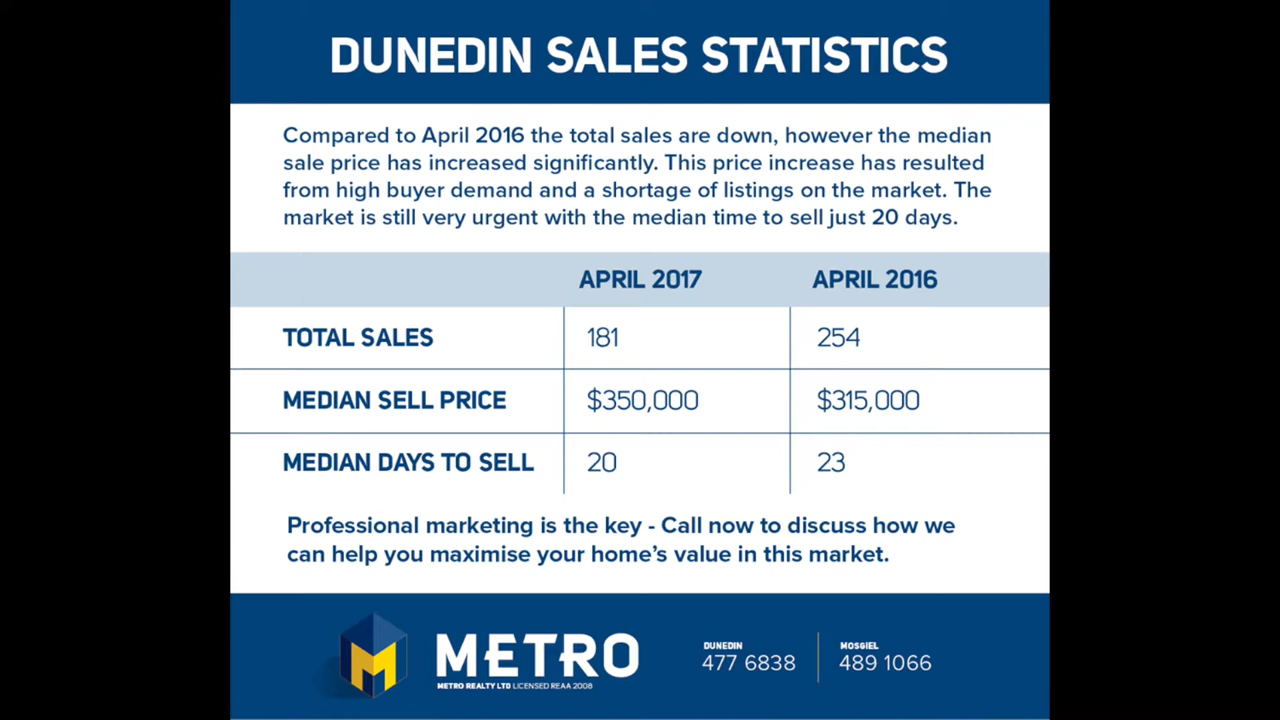 DUNEDIN SALES STATISTICS
Compared to April 2016 the total sales are down, however the median
sale price has increased significantly. This price increase has resulted
from high buyer demand and a shortage of listings on the market. The
market is still very urgent with the median time to sell just 20 days.
APRIL 2017 APRIL 2016
TOTAL SALES 181 254
MEDIAN SELL PRICE $350,000 $315,000
MEDIAN DAYS TO SELL 20 23
Professional marketing is the key - Call now to discuss how we
can help you maximise your home's value in this market.
M METRO
METRO REALTY LTD LICENSED REAA 2008
DUNEDIN MOSGIEL
477 6838 489 1066